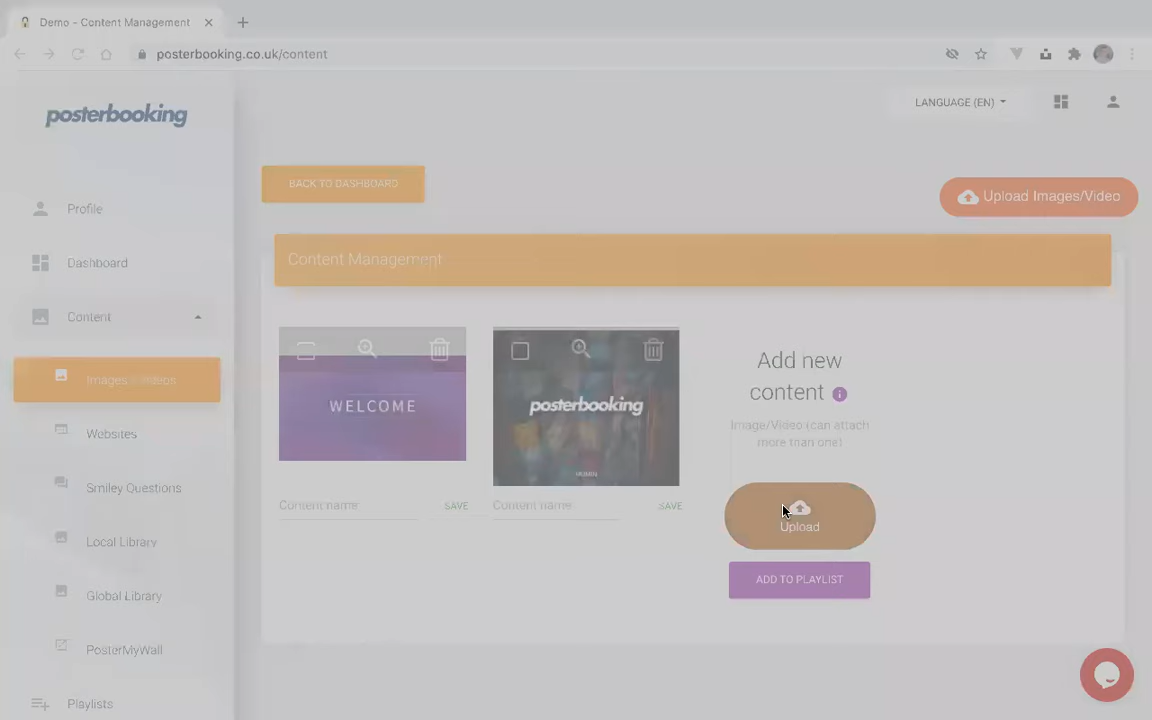 Demo - Content Management
posterbooking.co.uk/content
posterbooking
LANGUAGE (EN)
BACK TO DASHBOARD
Upload Images/Video
Profile
Dashboard
Content
Content Management
Images
Websites
Smiley Questions
Local Library
Global Library
PosterMyWall
Playlists
WELCOME
Content name
SAVE
posterbooking
Content name
SAVE
Add new
content
Image/Video (can attach
more than one)
Upload
ADD TO PLAYLIST